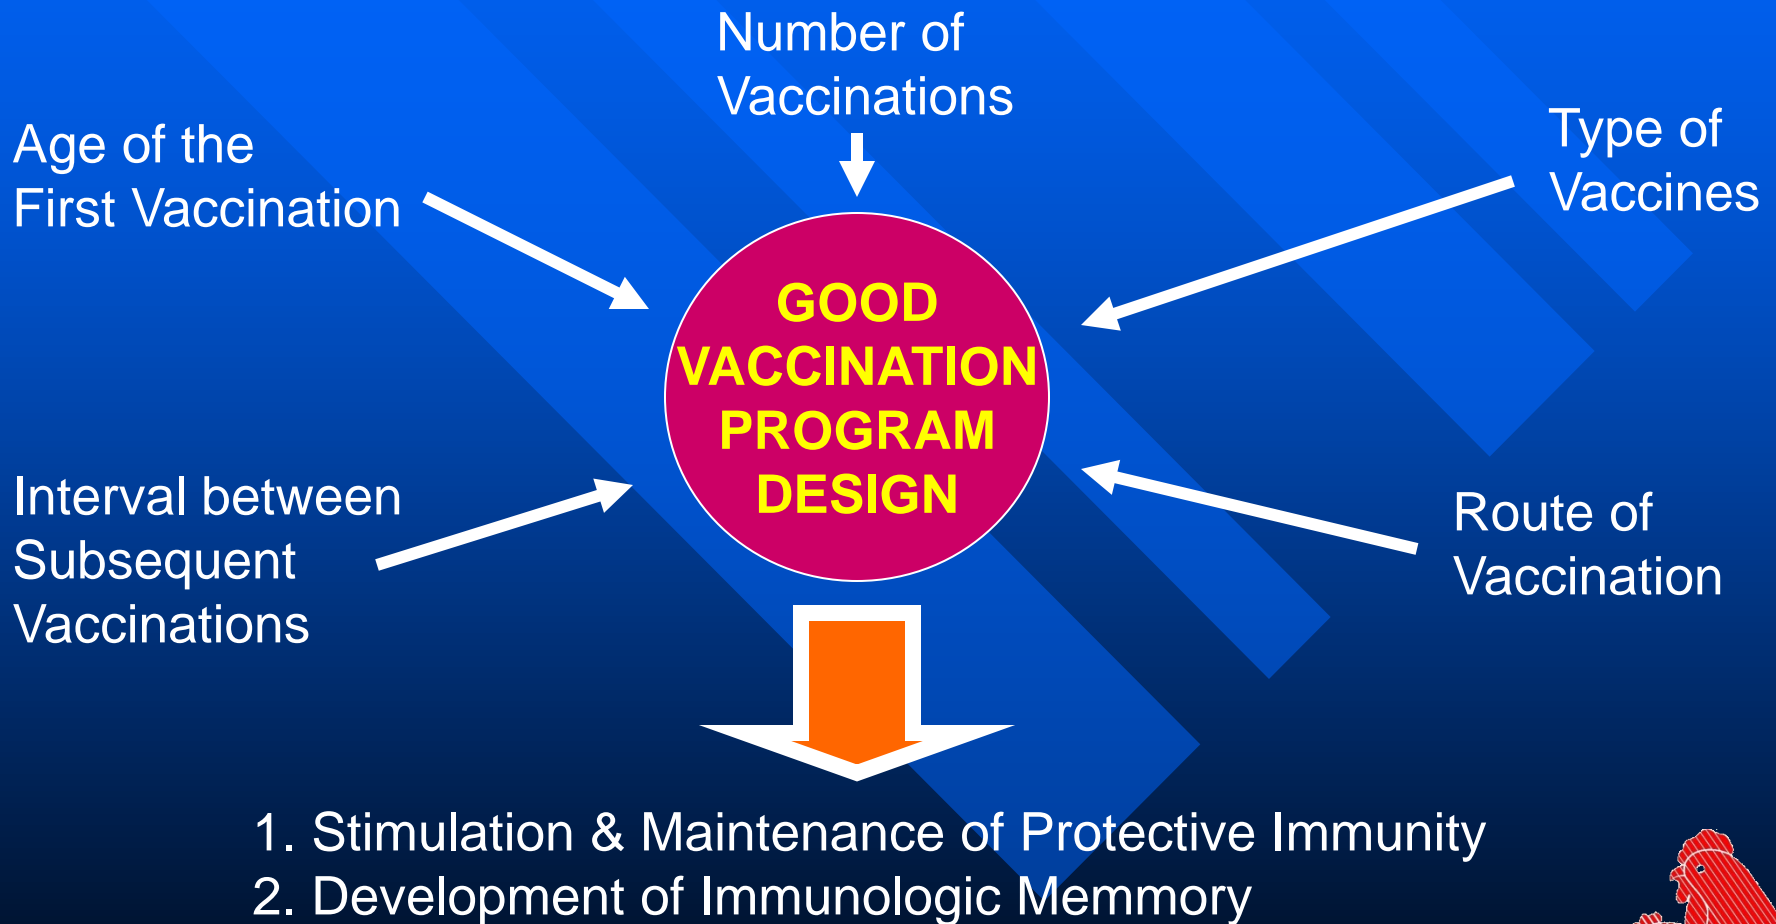 Number of
Vaccinations
Age of the
First Vaccination
Type of
Vaccines
GOOD
VACCINATION
PROGRAM
DESIGN
Interval between
Subsequent
Vaccinations
Route of
Vaccination
1. Stimulation & Maintenance of Protective Immunity
2. Development of Immunologic Memmory